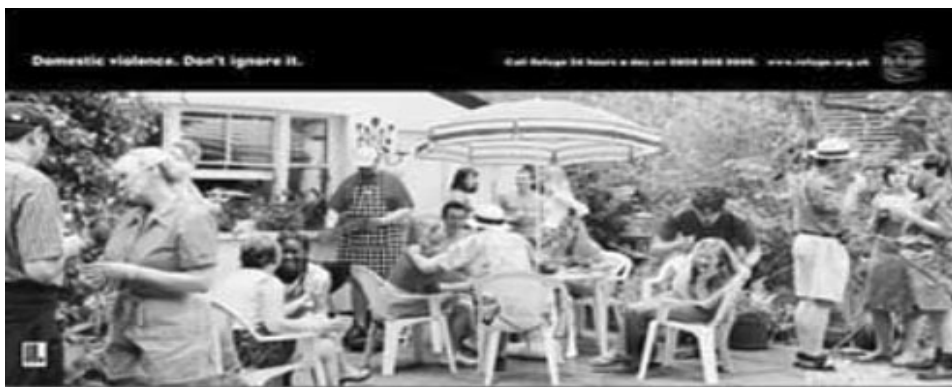 Domestic violence. Don't ignore it.
Call Refuge 24 hours a day on 0808 808 9999. www.refuge.org.uk